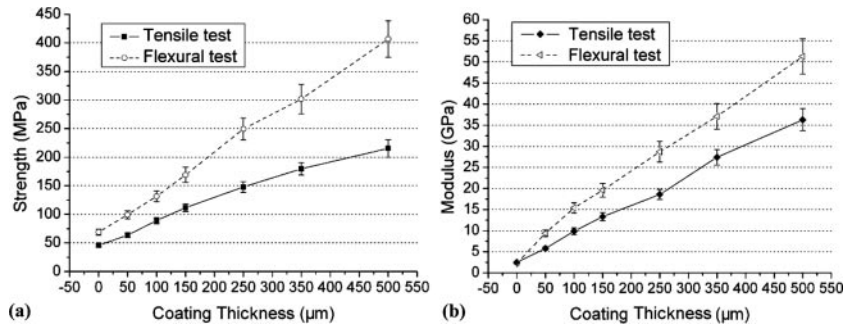 450
400
350
300
250
200
150
100
50
0
Strength (MPa)
Tensile test
Flexural test
-50 0 50 100 150 200 250 300 350 400 450 500 550
Coating Thickness (µm)
(a)
60
55
50
45
40
35
30
25
20
15
10
5
0
Modulus (GPa)
Tensile test
Flexural test
-50 0 50 100 150 200 250 300 350 400 450 500 550
Coating Thickness (µm)
(b)